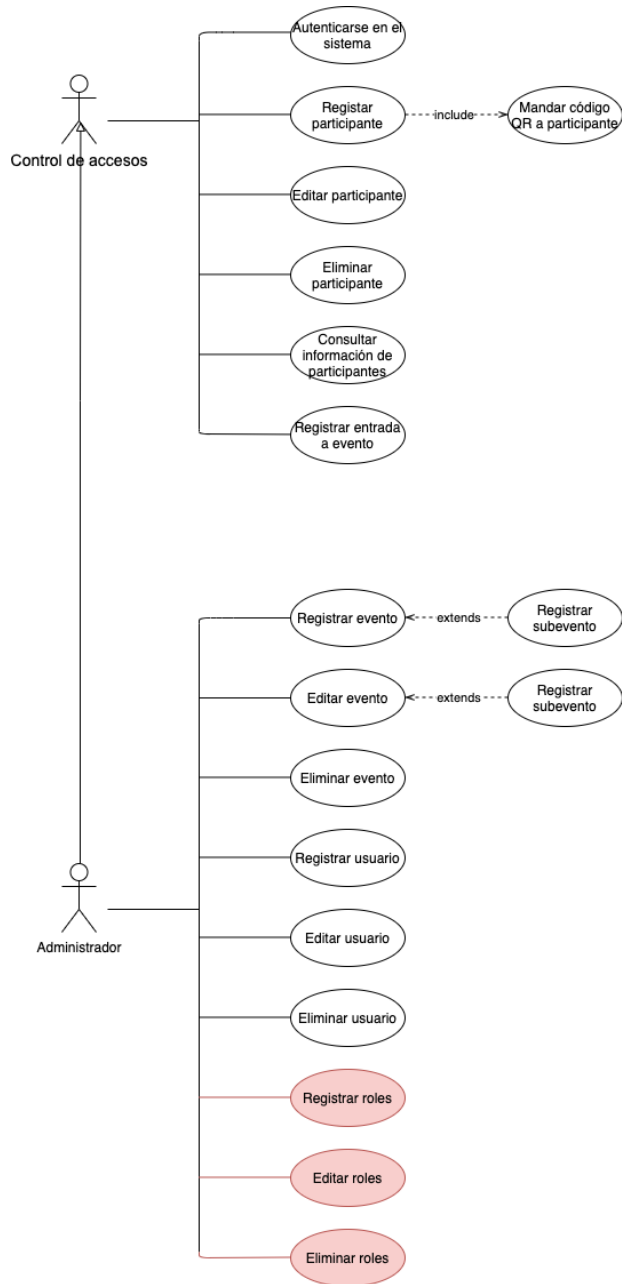 Autenticarse en el
sistema
Registar
participante
include
Mandar código
QR a participante
Control de accesos
Editar participante
Eliminar
participante
Consultar
información de
participantes
Registrar entrada
a evento
Registrar evento
extends
Registrar
subevento
Editar evento
extends
Registrar
subevento
Eliminar evento
Registrar usuario
Administrador
Editar usuario
Eliminar usuario
Registrar roles
Editar roles
Eliminar roles